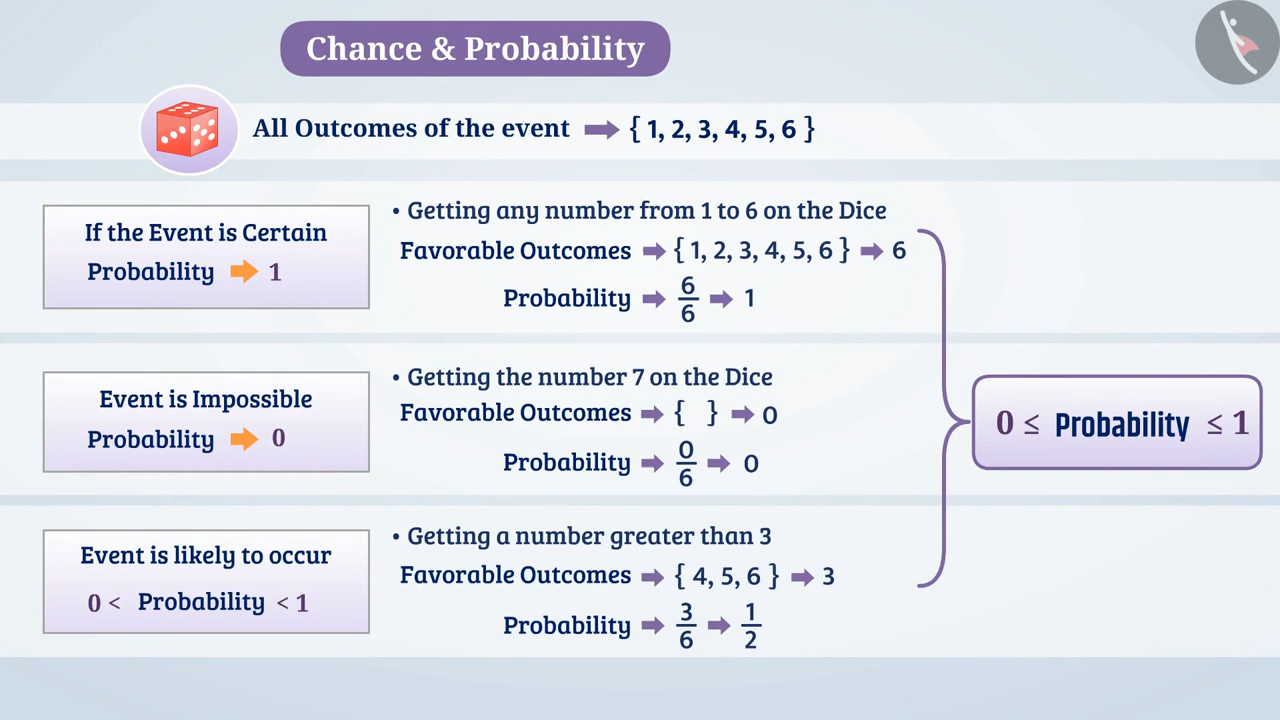 Chance & Probability
All Outcomes of the event ➡ { 1, 2, 3, 4, 5, 6 }
If the Event is Certain
Probability ➡ 1
• Getting any number from 1 to 6 on the Dice
Favorable Outcomes ➡ { 1, 2, 3, 4, 5, 6 } ➡ 6
Probability ➡ 6/6 ➡ 1
Event is Impossible
Probability ➡ 0
• Getting the number 7 on the Dice
Favorable Outcomes ➡ { } ➡ 0
Probability ➡ 0/6 ➡ 0
Event is likely to occur
0 < Probability < 1
• Getting a number greater than 3
Favorable Outcomes ➡ { 4, 5, 6 } ➡ 3
Probability ➡ 3/6 ➡ 1/2
0 ≤ Probability ≤ 1